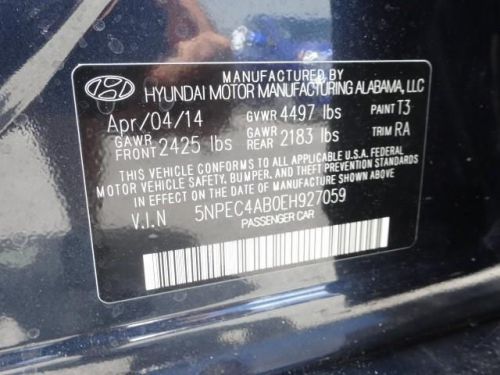 MANUFACTURED BY
HYUNDAI MOTOR MANUFACTURING ALABAMA, LLC
Apr/04/14 GVWR 4497 lbs PAINT T3
GAWR FRONT 2425 lbs GAWR REAR 2183 lbs TRIM RA
THIS VEHICLE CONFORMS TO ALL APPLICABLE U.S.A. FEDERAL
MOTOR VEHICLE SAFETY, BUMPER, AND THEFT PREVENTION STANDARDS
IN EFFECT ON THE DATE OF MANUFACTURE SHOWN ABOVE.
V.I.N 5NPEC4AB0EH927059
PASSENGER CAR